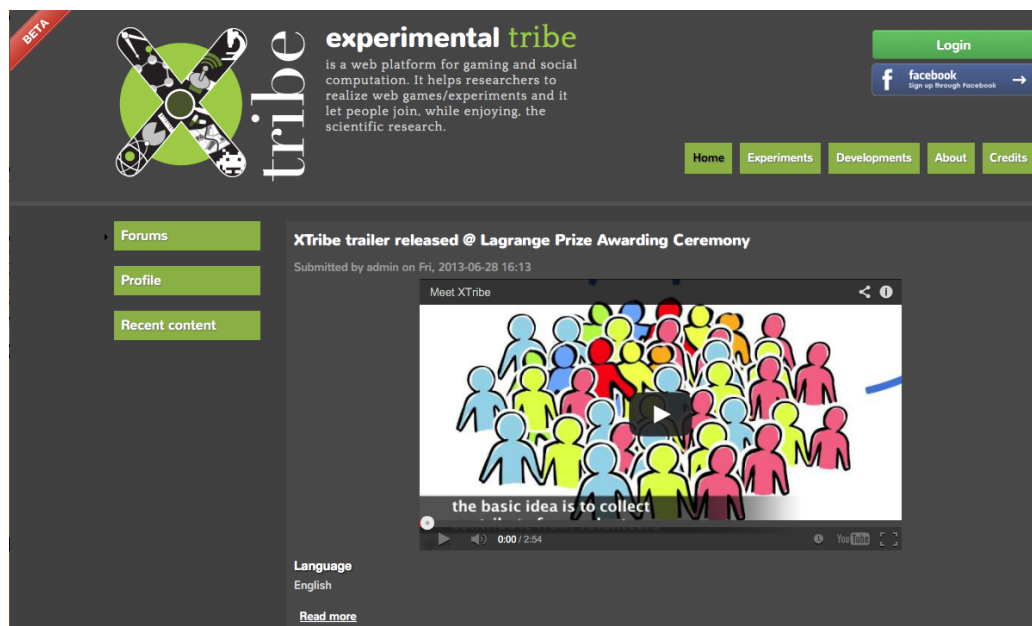 BETA
tribe
experimental tribe
is a web platform for gaming and social
computation. It helps researchers to
realize web games/experiments and it
let people join, while enjoying, the
scientific research.
Login
facebook
Sign up through Facebook
Home
Experiments
Developments
About
Credits
Forums
Profile
Recent content
XTribe trailer released @ Lagrange Prize Awarding Ceremony
Submitted by admin on Fri, 2013-06-28 16:13
Meet XTribe
the basic idea is to collect
0:00 / 2:54
YouTube
Language
English
Read more